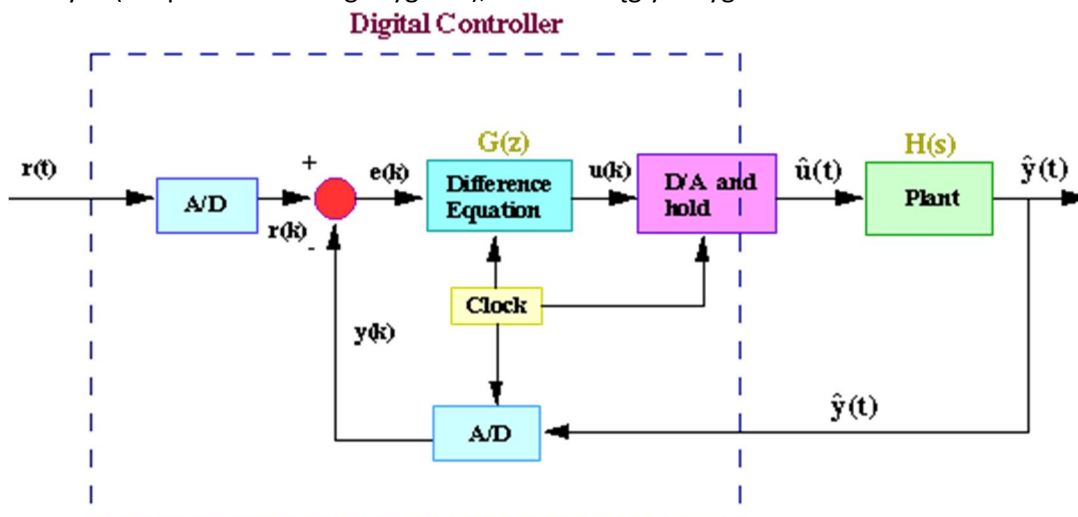 Digital Controller
G(z)
H(s)
r(t)
+
e(k)
u(k)
û(t)
ŷ(t)
A/D
Difference
Equation
D/A and
hold
Plant
r(k)
-
Clock
y(k)
ŷ(t)
A/D